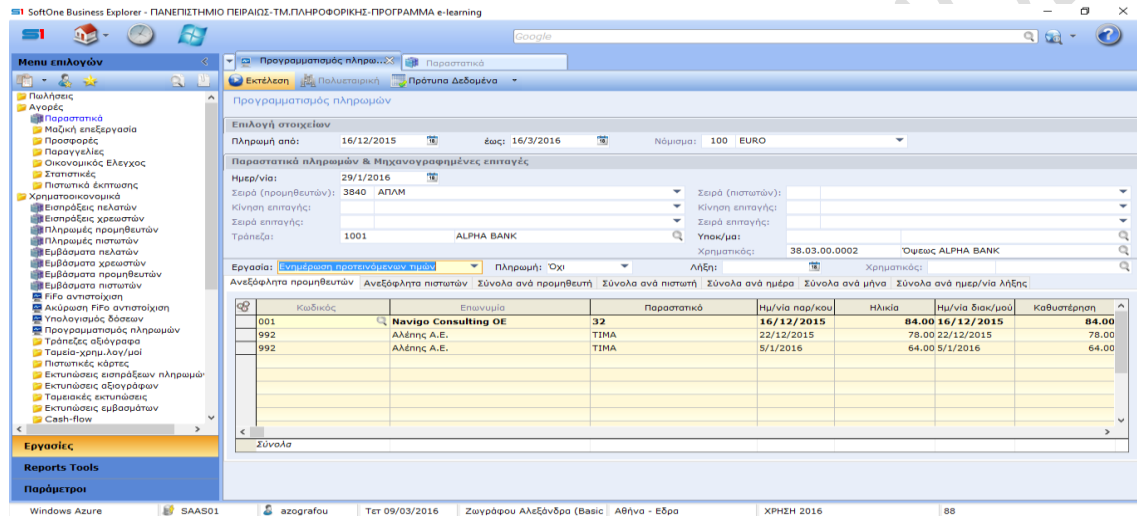 SoftOne Business Explorer - ΠΑΝΕΠΙΣΤΗΜΙΟ ΠΕΙΡΑΙΩΣ-ΤΜ.ΠΛΗΡΟΦΟΡΙΚΗΣ-ΠΡΟΓΡΑΜΜΑ e-learning
Google
Menu επιλογών
Προγραμματισμός πληρω...
Παραστατικά
Εκτέλεση Πολυεταιρική Πρότυπα Δεδομένα
Πωλήσεις
Αγορές
Παραστατικά
Μαζική επεξεργασία
Προσφορές
Παραγγελίες
Οικονομικός Ελεγχος
Στατιστικές
Πιστωτικά έκπτωσης
Χρηματοοικονομικά
Εισπράξεις πελατών
Εισπράξεις χρεωστών
Πληρωμές προμηθευτών
Πληρωμές πιστωτών
Εμβάσματα πελατών
Εμβάσματα χρεωστών
Εμβάσματα προμηθευτών
Εμβάσματα πιστωτών
FiFo αντιστοίχιση
Ακύρωση FiFo αντιστοίχιση
Υπολογισμός δόσεων
Προγραμματισμός πληρωμών
Τράπεζες αξιόγραφα
Ταμεία-χρημ.λογ/μοί
Πιστωτικές κάρτες
Εκτυπώσεις εισπράξεων πληρωμώ
Εκτυπώσεις αξιογράφων
Ταμειακές εκτυπώσεις
Εκτυπώσεις εμβασμάτων
Cash-flow
Εργασίες
Reports Tools
Παράμετροι
Προγραμματισμός πληρωμών
Επιλογή στοιχείων
Πληρωμή από: 16/12/2015 έως: 16/3/2016 Νόμισμα: 100 EURO
Παραστατικά πληρωμών & Μηχανογραφημένες επιταγές
Ημερ/νία: 29/1/2016
Σειρά (προμηθευτών): 3840 ΑΠΛΜ Σειρά (πιστωτών):
Κίνηση επιταγής: Κίνηση επιταγής:
Σειρά επιταγής: Σειρά επιταγής:
Τράπεζα: 1001 ALPHA BANK Υποκ/μα:
Χρηματικός: 38.03.00.0002 Όψεως ALPHA BANK
Εργασία: Ενημέρωση προτεινόμενων τιμών Πληρωμή: Όχι Λήξη: Χρηματικός:
Ανεξόφλητα προμηθευτών Ανεξόφλητα πιστωτών Σύνολα ανά προμηθευτή Σύνολα ανά πιστωτή Σύνολα ανά ημέρα Σύνολα ανά μήνα Σύνολα ανά ημερ/νία λήξης
Κωδικός Επωνυμία Παραστατικό Ημ/νία παρ/κου Ηλικία Ημ/νία διακ/μού Καθυστέρηση
001 Navigo Consulting OE 32 16/12/2015 84.00 16/12/2015 84.00
992 Αλέπης Α.Ε. ΤΙΜΑ 22/12/2015 78.00 22/12/2015 78.00
992 Αλέπης Α.Ε. ΤΙΜΑ 5/1/2016 64.00 5/1/2016 64.00
Σύνολα
Windows Azure SAAS01 azografou Τετ 09/03/2016 Ζωγράφου Αλεξάνδρα (Basic Αθήνα - Εδρα ΧΡΗΣΗ 2016 88